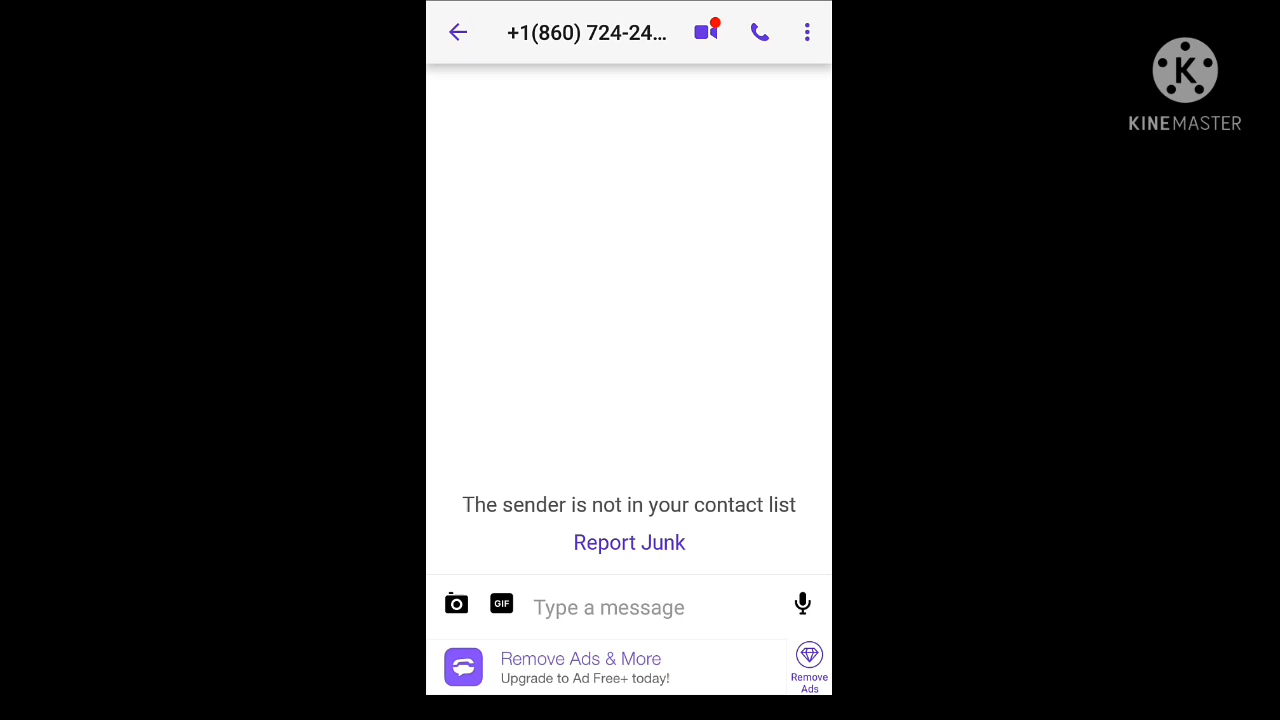 +1(860) 724-24...
K
KINEMASTER
The sender is not in your contact list
Report Junk
GIF
Type a message
Remove Ads & More
Upgrade to Ad Free+ today!
Remove
Ads